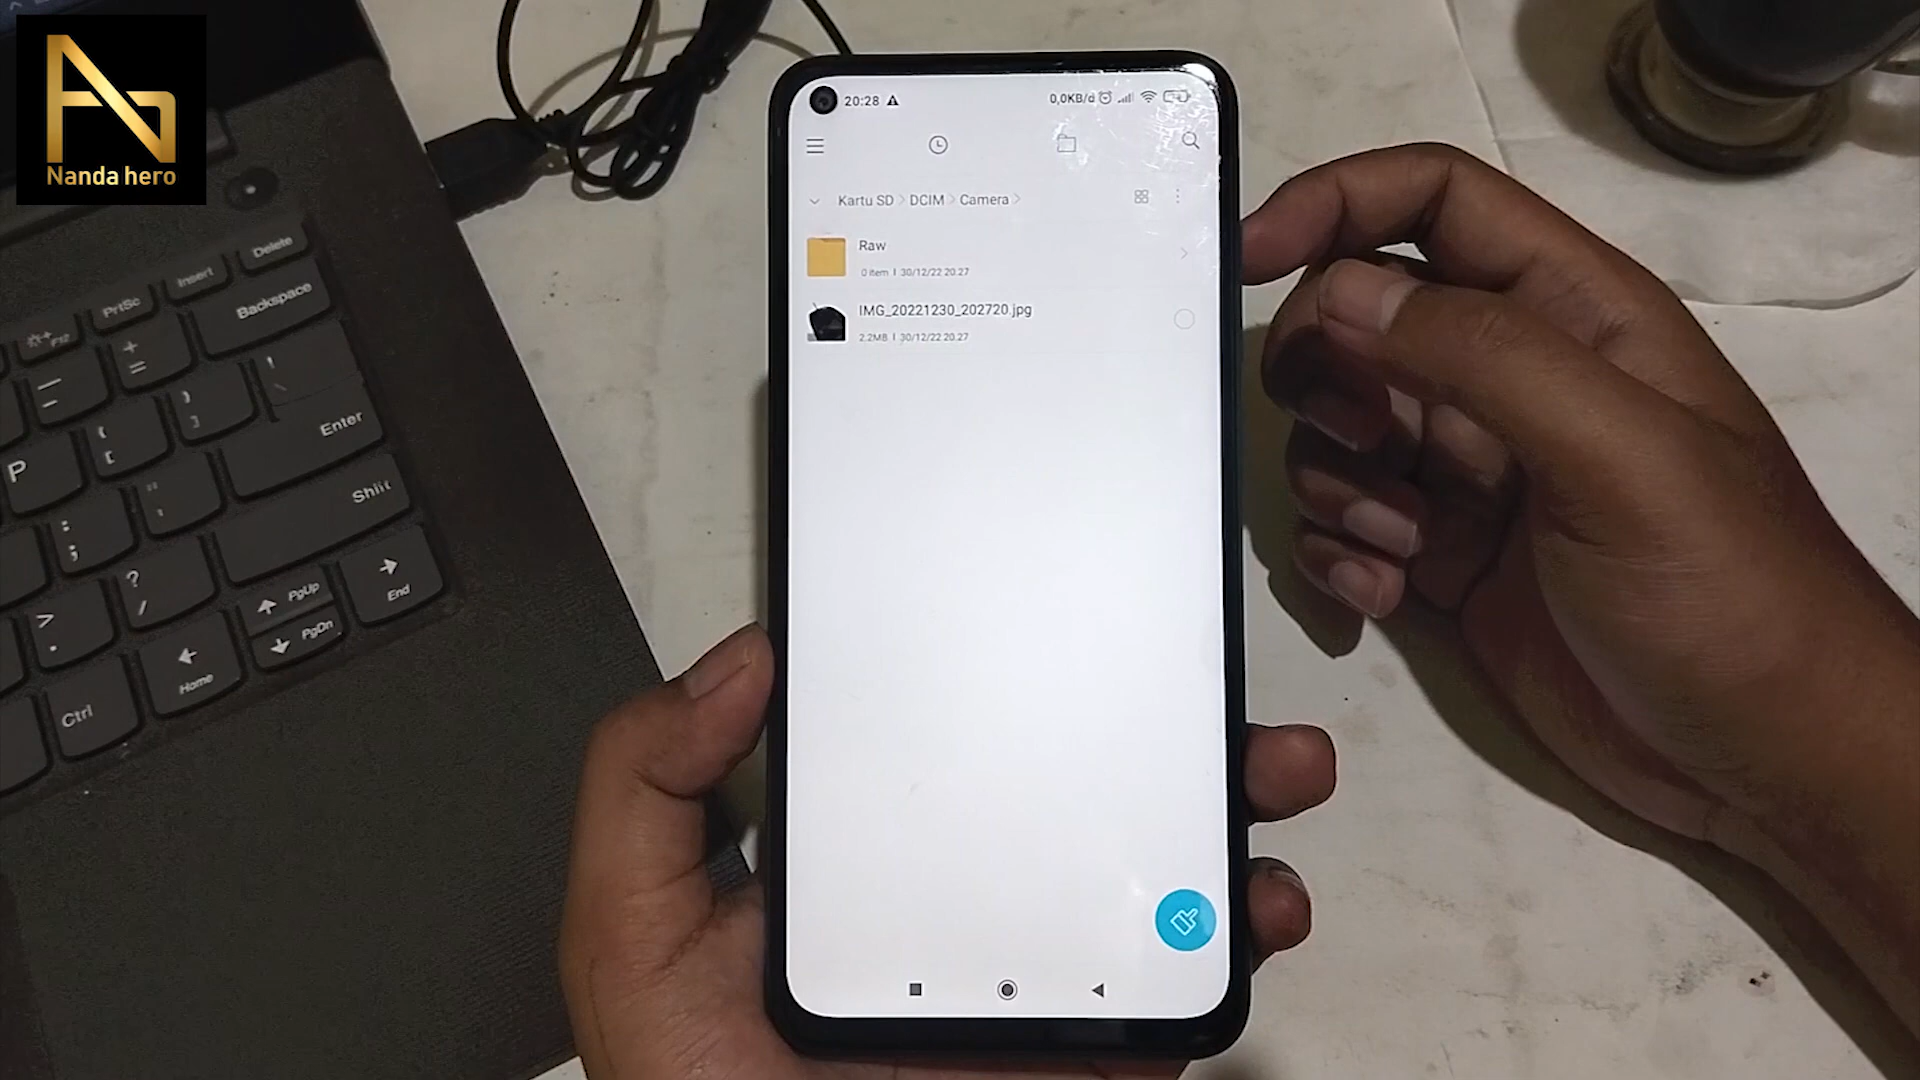 Nanda hero
20:28
0,0KB/d
Kartu SD > DCIM > Camera >
Raw
0 item | 30/12/22 20.27
IMG_20221230_202720.jpg
2.2MB | 30/12/22 20.27
Delete
Insert
PrtSc
F12
Backspace
+
=
Enter
P
{
[
}
]
Shift
:
;
"
'
?
/
>
.
PgUp
PgDn
End
Home
Ctrl